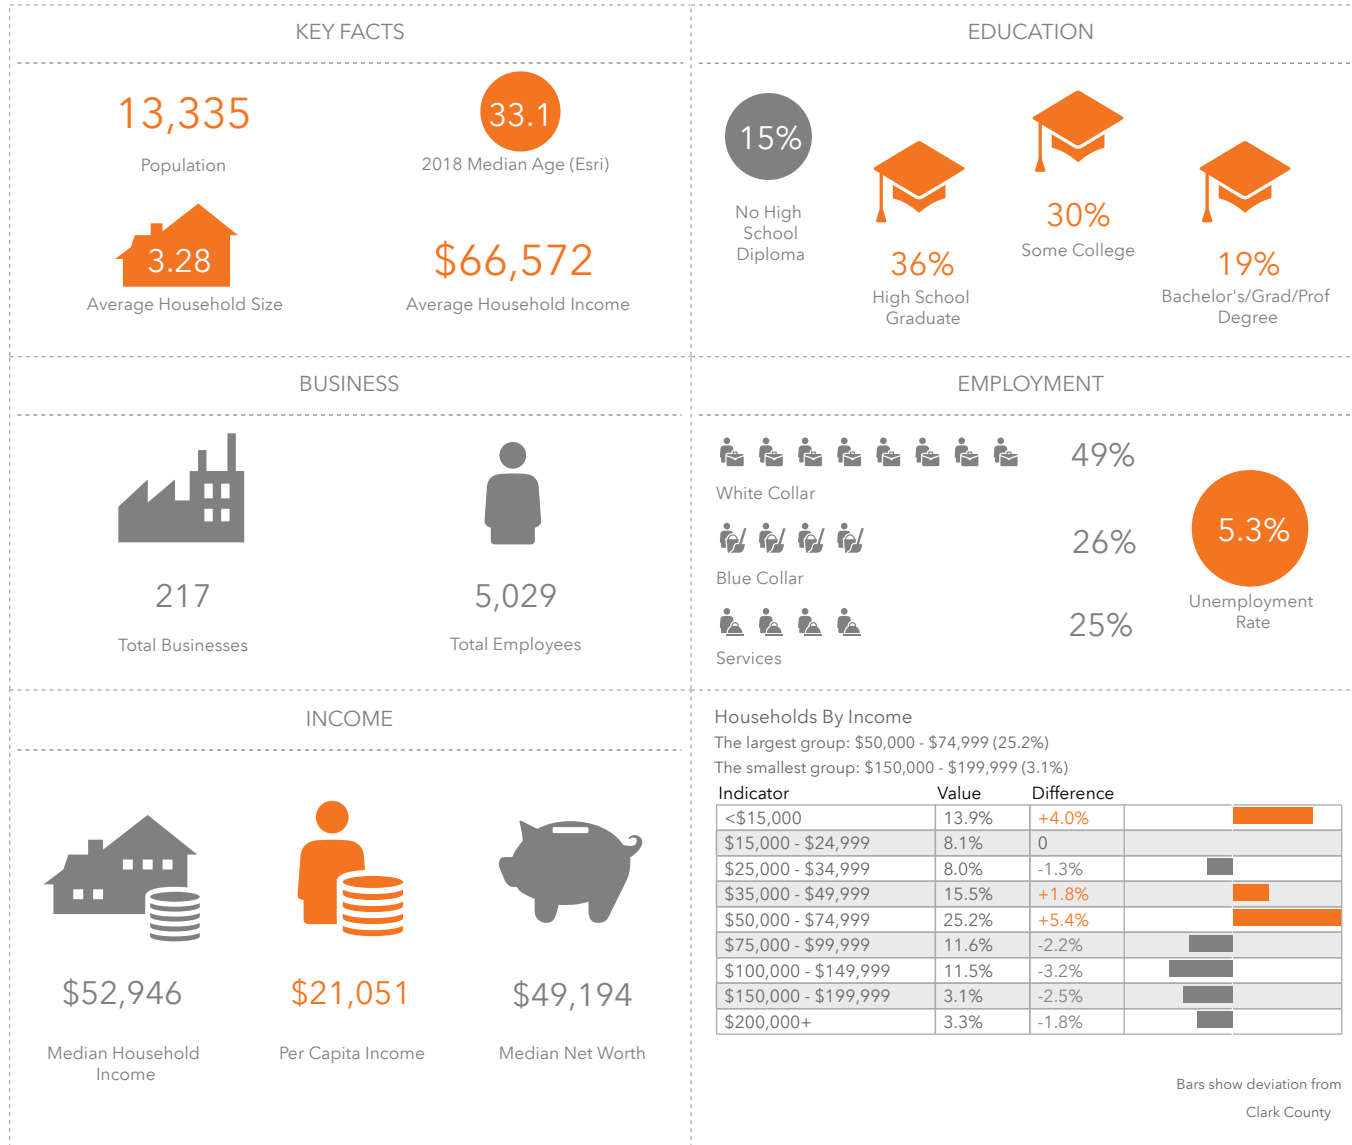 KEY FACTS
13,335
Population
33.1
2018 Median Age (Esri)
3.28
Average Household Size
$66,572
Average Household Income
EDUCATION
15%
No High
School
Diploma
36%
High School
Graduate
30%
Some College
19%
Bachelor's/Grad/Prof
Degree
BUSINESS
217
Total Businesses
5,029
Total Employees
EMPLOYMENT
49%
White Collar
26%
Blue Collar
25%
Services
5.3%
Unemployment
Rate
INCOME
$52,946
Median Household
Income
$21,051
Per Capita Income
$49,194
Median Net Worth
Households By Income
The largest group: $50,000 - $74,999 (25.2%)
The smallest group: $150,000 - $199,999 (3.1%)
Indicator Value Difference
<$15,000 13.9% +4.0%
$15,000 - $24,999 8.1% 0
$25,000 - $34,999 8.0% -1.3%
$35,000 - $49,999 15.5% +1.8%
$50,000 - $74,999 25.2% +5.4%
$75,000 - $99,999 11.6% -2.2%
$100,000 - $149,999 11.5% -3.2%
$150,000 - $199,999 3.1% -2.5%
$200,000+ 3.3% -1.8%
Bars show deviation from
Clark County